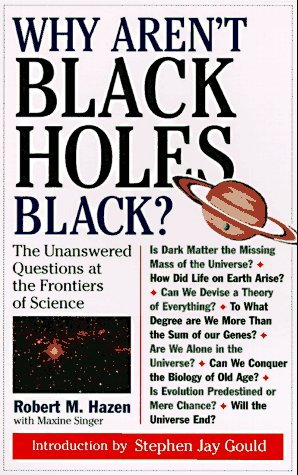 WHY AREN'T
BLACK
HOLES
BLACK?
The Unanswered
Questions at
the Frontiers
of Science
Is Dark Matter the Missing
Mass of the Universe? ✦
How Did Life on Earth Arise?
✦ Can We Devise a Theory
of Everything? ✦ To What
Degree are We More Than
the Sum of our Genes? ✦
Are We Alone in the
Universe? ✦ Can We Conquer
the Biology of Old Age? ✦
Is Evolution Predestined or
Mere Chance? ✦ Will the
Universe End?
Robert M. Hazen
with Maxine Singer
Introduction by Stephen Jay Gould